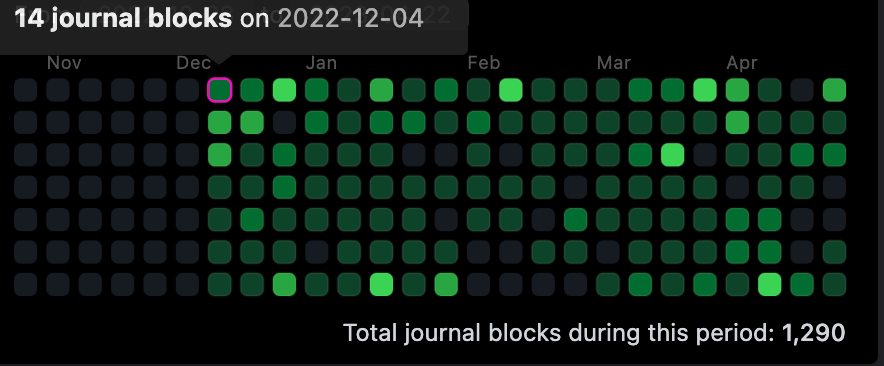 14 journal blocks on 2022-12-04
Nov Dec Jan Feb Mar Apr
Total journal blocks during this period: 1,290